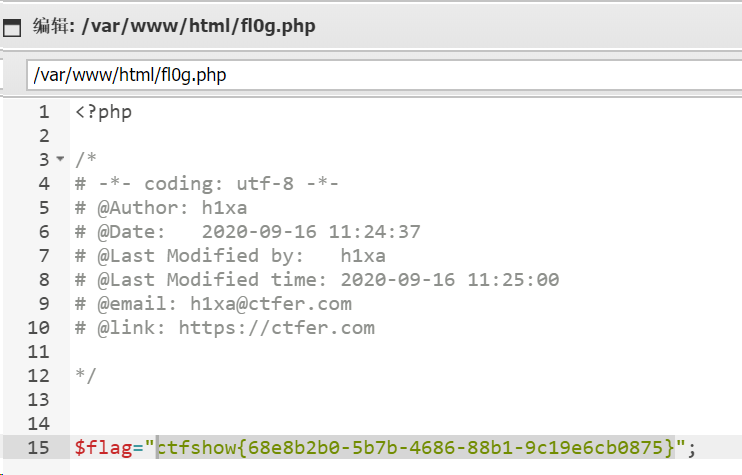 编辑: /var/www/html/fl0g.php
/var/www/html/fl0g.php
1 <?php
2
3 /*
4 # -*- coding: utf-8 -*-
5 # @Author: h1xa
6 # @Date:   2020-09-16 11:24:37
7 # @Last Modified by:   h1xa
8 # @Last Modified time: 2020-09-16 11:25:00
9 # @email: h1xa@ctfer.com
10 # @link: https://ctfer.com
11
12 */
13
14
15 $flag="ctfshow{68e8b2b0-5b7b-4686-88b1-9c19e6cb0875}";